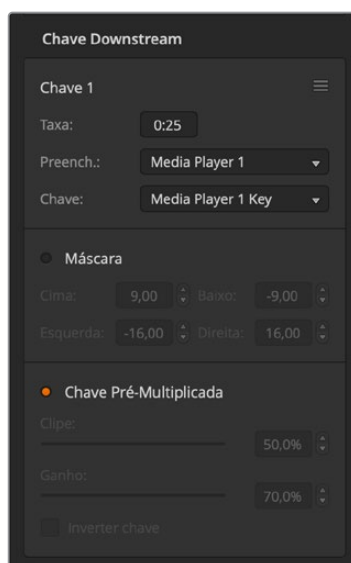 Chave Downstream
Chave 1
Taxa: 0:25
Preench.: Media Player 1
Chave: Media Player 1 Key
Máscara
Cima: 9,00 Baixo: -9,00
Esquerda: -16,00 Direita: 16,00
Chave Pré-Multiplicada
Clipe:
50,0%
Ganho:
70,0%
Inverter chave